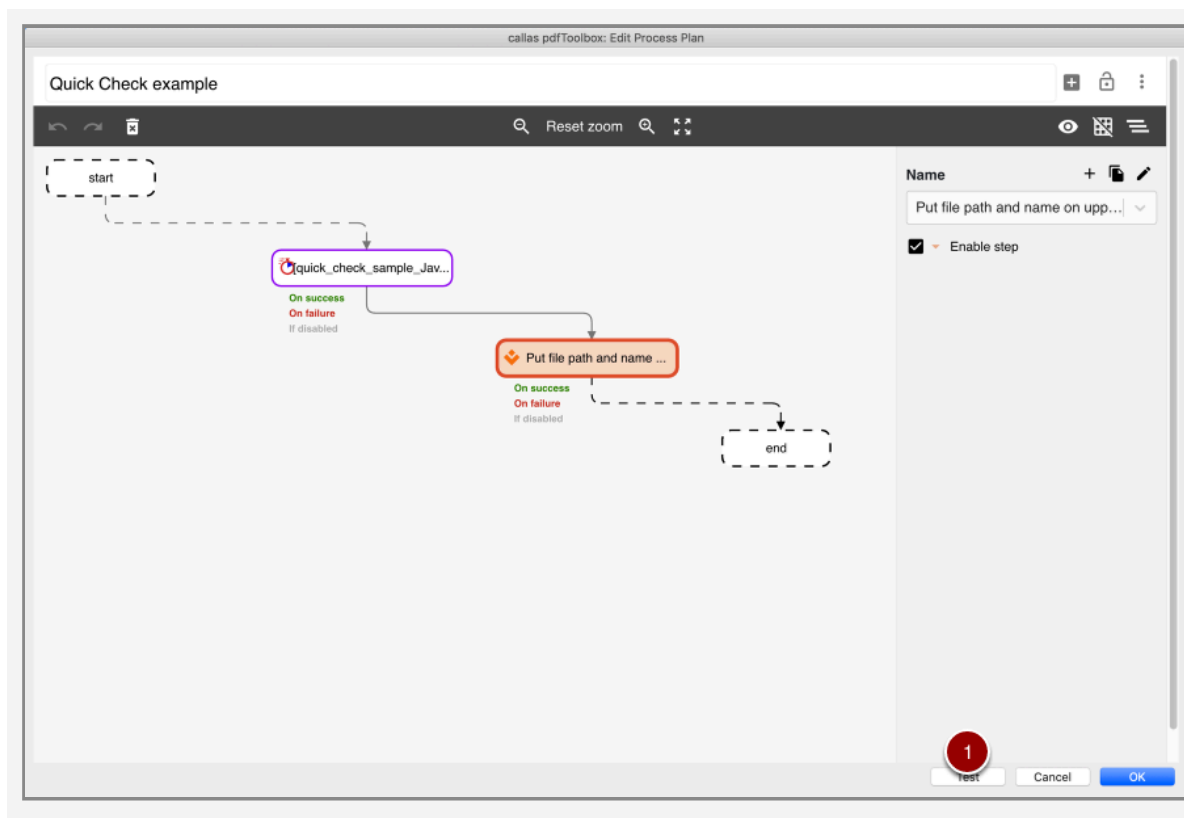 callas pdfToolbox: Edit Process Plan
Quick Check example
Reset zoom
start
Name
Put file path and name on upp...
Enable step
quick_check_sample_Jav...
On success
On failure
If disabled
Put file path and name ...
On success
On failure
If disabled
end
1
Test Cancel OK